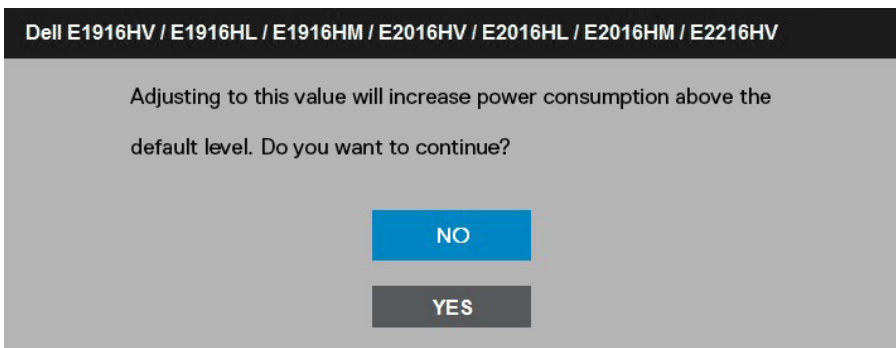 Dell E1916HV / E1916HL / E1916HM / E2016HV / E2016HL / E2016HM / E2216HV
Adjusting to this value will increase power consumption above the
default level. Do you want to continue?
NO
YES